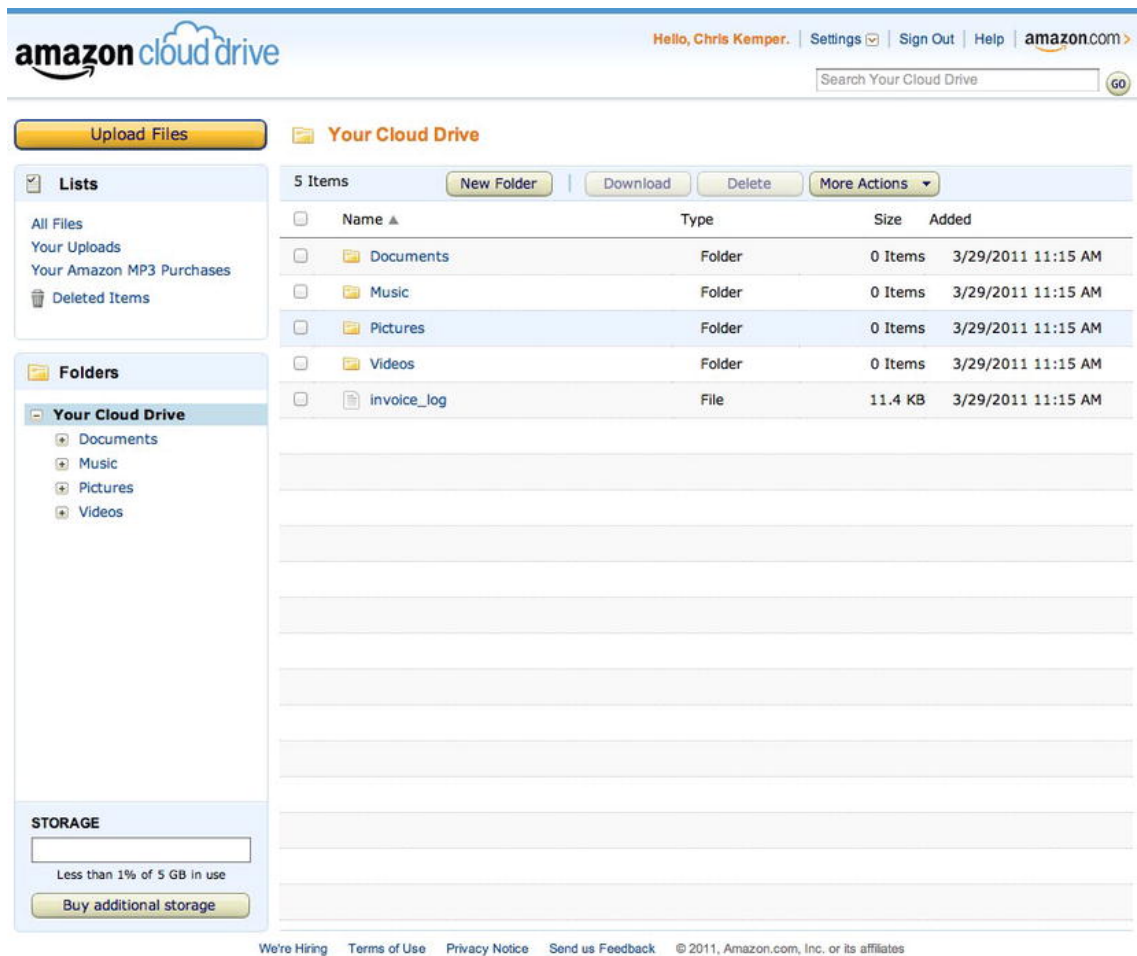 amazon cloud drive
Hello, Chris Kemper. | Settings | Sign Out | Help | amazon.com >
Search Your Cloud Drive GO
Upload Files
Your Cloud Drive
Lists
All Files
Your Uploads
Your Amazon MP3 Purchases
Deleted Items
Folders
Your Cloud Drive
Documents
Music
Pictures
Videos
STORAGE
Less than 1% of 5 GB in use
Buy additional storage
5 Items New Folder | Download Delete More Actions
Name Type Size Added
Documents Folder 0 Items 3/29/2011 11:15 AM
Music Folder 0 Items 3/29/2011 11:15 AM
Pictures Folder 0 Items 3/29/2011 11:15 AM
Videos Folder 0 Items 3/29/2011 11:15 AM
invoice_log File 11.4 KB 3/29/2011 11:15 AM
We're Hiring Terms of Use Privacy Notice Send us Feedback © 2011, Amazon.com, Inc. or its affiliates